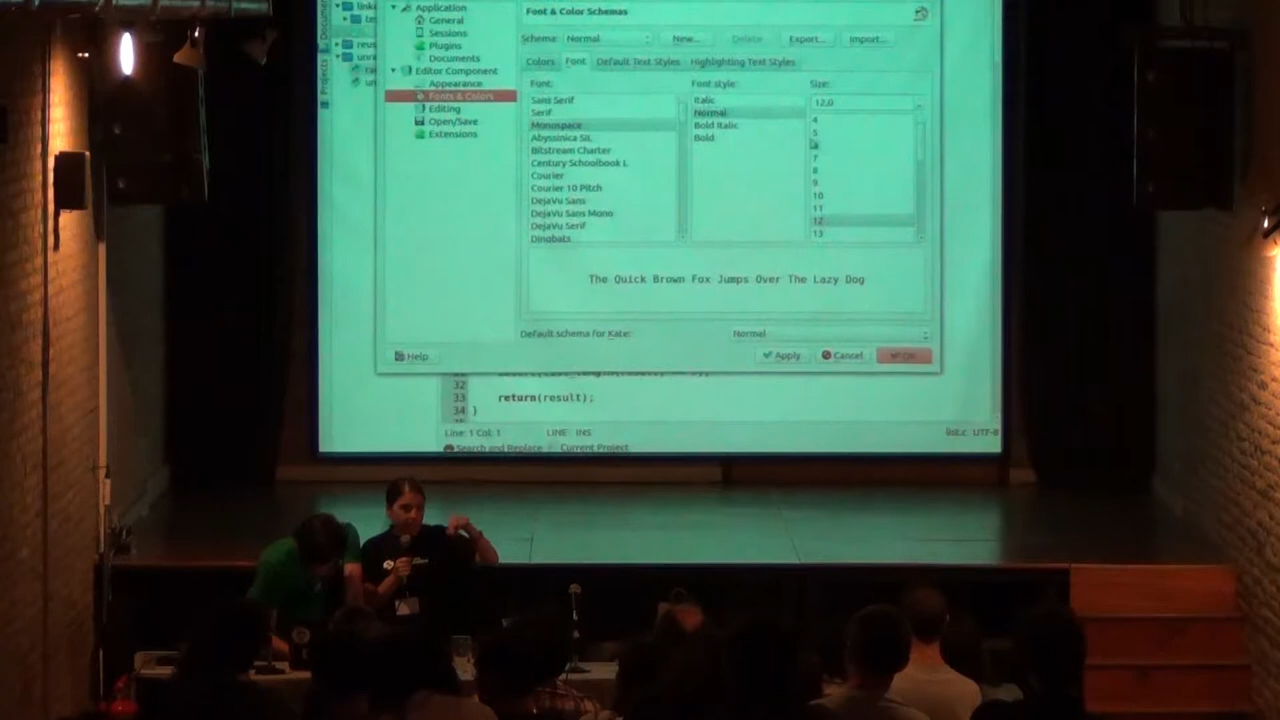 Application
General
Sessions
Plugins
Documents
Editor Component
Appearance
Fonts & Colors
Editing
Open/Save
Extensions
Projects
Font & Color Schemas
Schema: Normal New... Delete Export... Import...
Colors Font Default Text Styles Highlighting Text Styles
Font: Font style: Size:
Sans Serif Italic 12,0
Serif Normal 4
Monospace Bold Italic 5
Abyssinica SIL Bold
Bitstream Charter 7
Century Schoolbook L 8
Courier 9
Courier 10 Pitch 10
DejaVu Sans 11
DejaVu Sans Mono 12
DejaVu Serif 13
Dingbats
The Quick Brown Fox Jumps Over The Lazy Dog
Default schema for Kate: Normal
Help Apply Cancel
32
33 return(result);
34 }
Line: 1 Col: 1 LINE INS list.c UTF-8
Search and Replace Current Project